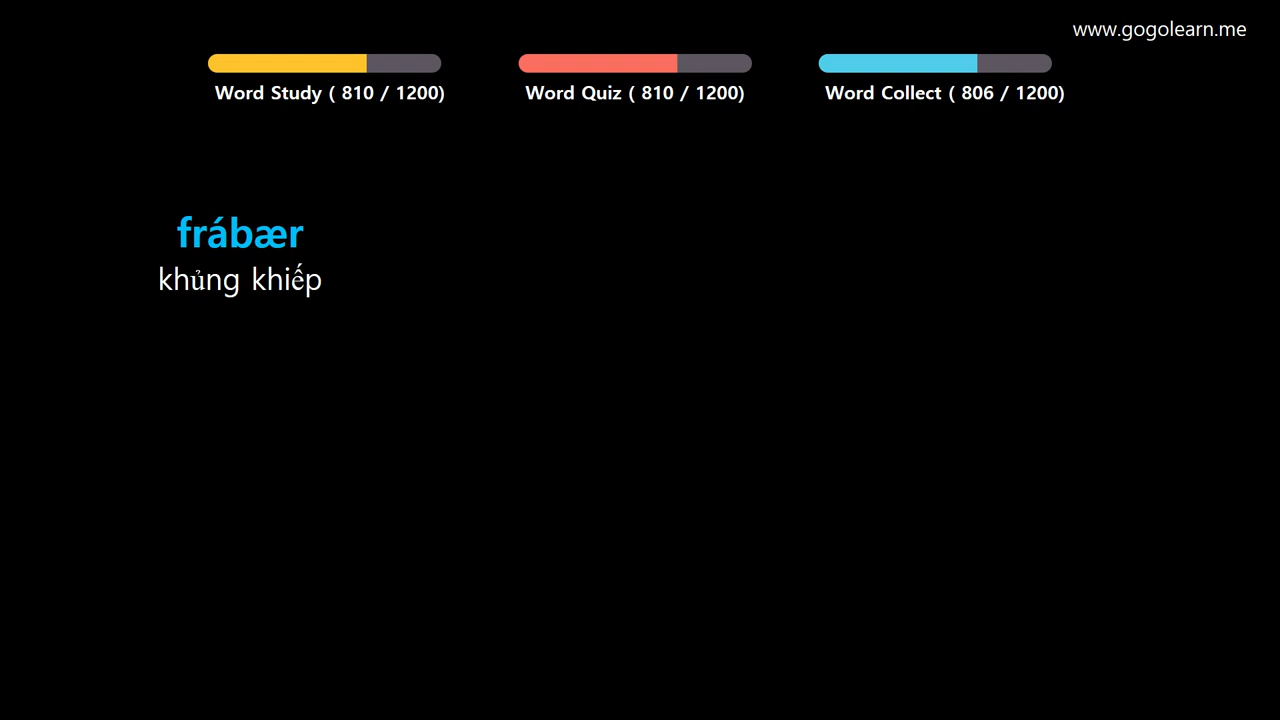 www.gogolearn.me
Word Study ( 810 / 1200)
Word Quiz ( 810 / 1200)
Word Collect ( 806 / 1200)
frábær
khủng khiếp